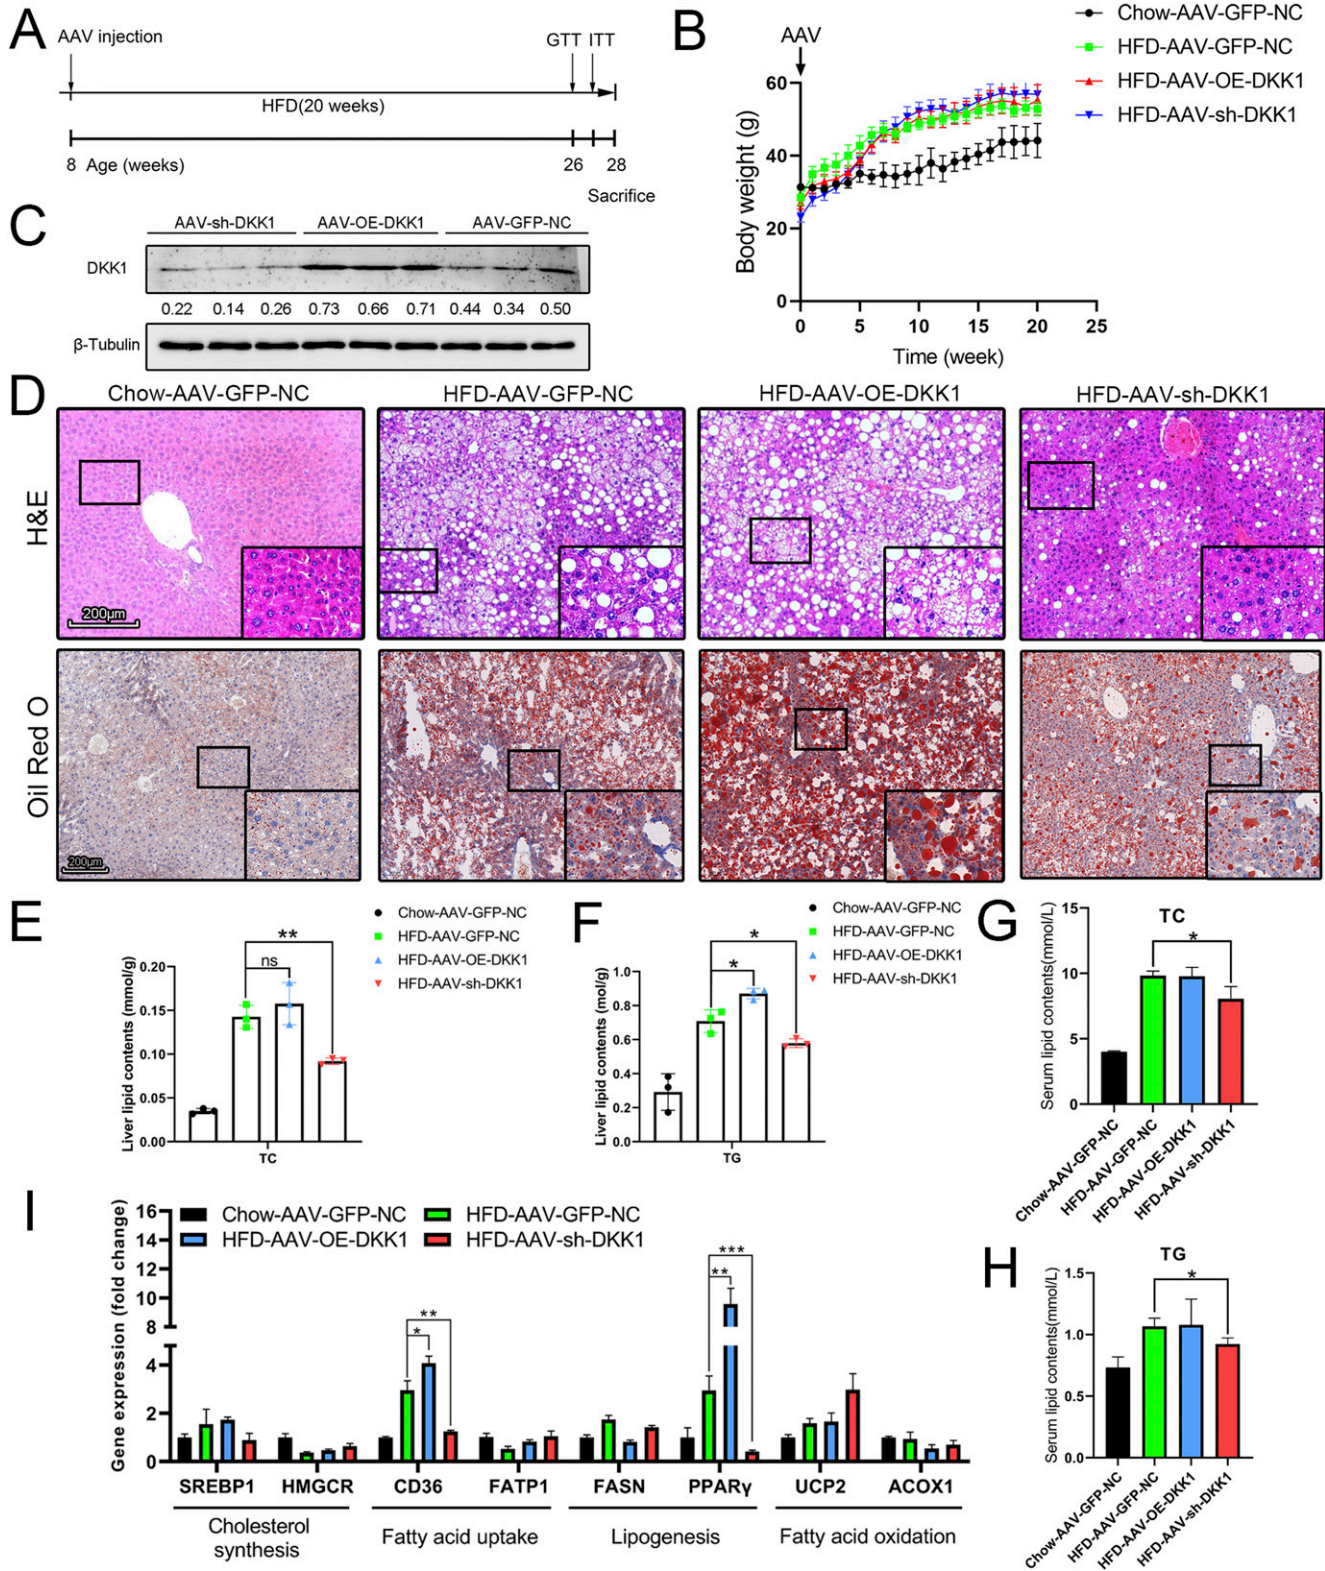 A
AAV injection
GTT ITT
HFD(20 weeks)
8 Age (weeks) 26 28
Sacrifice
B
AAV
Chow-AAV-GFP-NC
HFD-AAV-GFP-NC
HFD-AAV-OE-DKK1
HFD-AAV-sh-DKK1
Body weight (g)
60
40
20
0
0 5 10 15 20 25
Time (week)
C
AAV-sh-DKK1 AAV-OE-DKK1 AAV-GFP-NC
DKK1
0.22 0.14 0.26 0.73 0.66 0.71 0.44 0.34 0.50
β-Tubulin
D
Chow-AAV-GFP-NC HFD-AAV-GFP-NC HFD-AAV-OE-DKK1 HFD-AAV-sh-DKK1
H&E
200μm
Oil Red O
200μm
E
Chow-AAV-GFP-NC
HFD-AAV-GFP-NC
HFD-AAV-OE-DKK1
HFD-AAV-sh-DKK1
Liver lipid contents (mmol/g)
0.20
0.15
0.10
0.05
0.00
**
ns
TC
F
Chow-AAV-GFP-NC
HFD-AAV-GFP-NC
HFD-AAV-OE-DKK1
HFD-AAV-sh-DKK1
Liver lipid contents (mol/g)
1.0
0.8
0.6
0.4
0.2
0.0
*
*
TG
G
TC
Serum lipid contents(mmol/L)
15
10
5
0
*
Chow-AAV-GFP-NC
HFD-AAV-GFP-NC
HFD-AAV-OE-DKK1
HFD-AAV-sh-DKK1
H
TG
Serum lipid contents(mmol/L)
1.5
1.0
0.5
0.0
*
Chow-AAV-GFP-NC
HFD-AAV-GFP-NC
HFD-AAV-OE-DKK1
HFD-AAV-sh-DKK1
I
Chow-AAV-GFP-NC HFD-AAV-GFP-NC
HFD-AAV-OE-DKK1 HFD-AAV-sh-DKK1
Gene expression (fold change)
16
14
12
10
8
4
2
0
**
*
***
**
SREBP1 HMGCR CD36 FATP1 FASN PPARγ UCP2 ACOX1
Cholesterol synthesis
Fatty acid uptake
Lipogenesis
Fatty acid oxidation